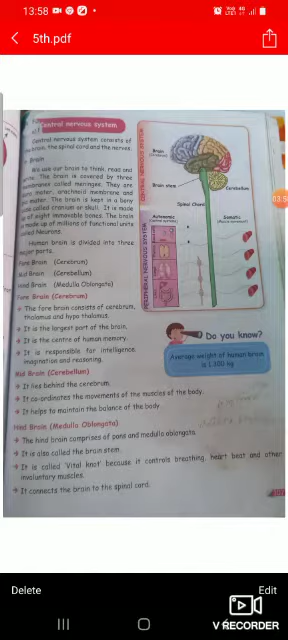 13:58
5th.pdf
Central nervous system
Central nervous system consists of
the brain, the spinal cord and the nerves.
Brain
We use our brain to think, read and
write. The brain is covered by three
membranes called meninges. They are
mater, arachneid membrane and
mater. The brain is kept in a bony
called cranium or skull. It is made
up of eight immovable bones. The brain
is made up of millions of functional units
called Neurons.
Human brain is divided into three
major parts.
Fore Brain (Cerebrum)
Mid Brain (Cerebellum)
Hind Brain (Medulla Oblongata)
Fore Brain (Cerebrum)
The fore brain consists of cerebrum,
thalamus and hypo thalamus.
It is the largest part of the brain.
It is the centre of human memory.
It is responsible for intelligence,
imagination and reasoning.
Mid Brain (Cerebellum)
It lies behind the cerebrum.
It co-ordinates the movements of the muscles of the body.
It helps to maintain the balance of the body.
Hind Brain (Medulla Oblongata)
The hind brain comprises of pons and medulla oblongata.
It is also called the brain stem.
It is called 'Vital knot' because it controls breathing, heart beat and other
involuntary muscles.
It connects the brain to the spinal cord.
CENTRAL NERVOUS SYSTEM
PERIPHERAL NERVOUS SYSTEM
Brain
Brain stem
Cerebellum
Spinal Chord
Autonomic
Somatic
Do you know?
Average weight of human brain
is 1.300 kg
Delete
Edit
V RECORDER